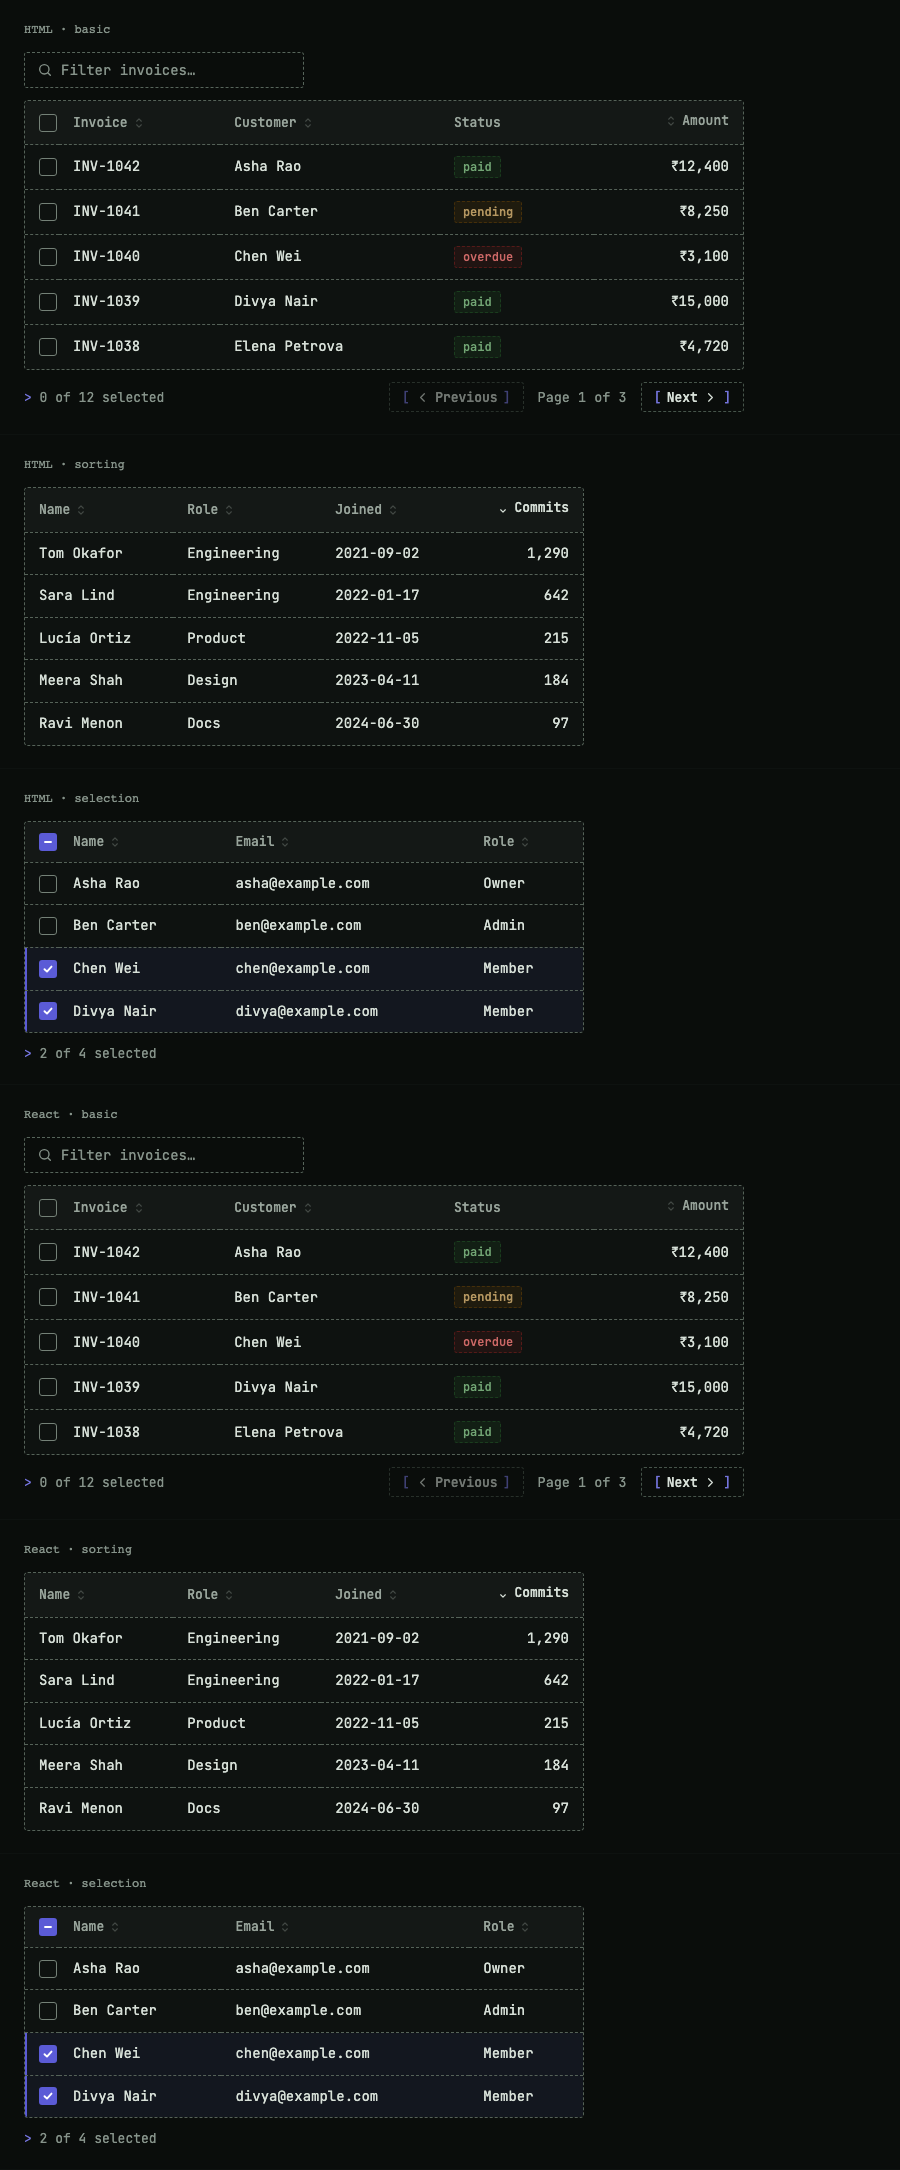 HTML · basic
Filter invoices…
Invoice Customer Status Amount
INV-1042 Asha Rao paid ₹12,400
INV-1041 Ben Carter pending ₹8,250
INV-1040 Chen Wei overdue ₹3,100
INV-1039 Divya Nair paid ₹15,000
INV-1038 Elena Petrova paid ₹4,720
> 0 of 12 selected [ < Previous ] Page 1 of 3 [ Next > ]
HTML · sorting
Name Role Joined Commits
Tom Okafor Engineering 2021-09-02 1,290
Sara Lind Engineering 2022-01-17 642
Lucía Ortiz Product 2022-11-05 215
Meera Shah Design 2023-04-11 184
Ravi Menon Docs 2024-06-30 97
HTML · selection
Name Email Role
Asha Rao asha@example.com Owner
Ben Carter ben@example.com Admin
Chen Wei chen@example.com Member
Divya Nair divya@example.com Member
> 2 of 4 selected
React · basic
Filter invoices…
Invoice Customer Status Amount
INV-1042 Asha Rao paid ₹12,400
INV-1041 Ben Carter pending ₹8,250
INV-1040 Chen Wei overdue ₹3,100
INV-1039 Divya Nair paid ₹15,000
INV-1038 Elena Petrova paid ₹4,720
> 0 of 12 selected [ < Previous ] Page 1 of 3 [ Next > ]
React · sorting
Name Role Joined Commits
Tom Okafor Engineering 2021-09-02 1,290
Sara Lind Engineering 2022-01-17 642
Lucía Ortiz Product 2022-11-05 215
Meera Shah Design 2023-04-11 184
Ravi Menon Docs 2024-06-30 97
React · selection
Name Email Role
Asha Rao asha@example.com Owner
Ben Carter ben@example.com Admin
Chen Wei chen@example.com Member
Divya Nair divya@example.com Member
> 2 of 4 selected